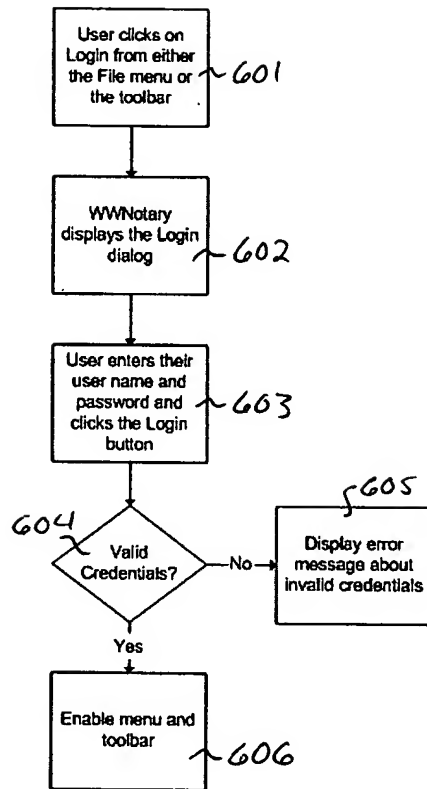 User clicks on
Login from either
the File menu or
the toolbar
601
WWNotary
displays the Login
dialog
602
User enters their
user name and
password and
clicks the Login
button
603
604
Valid
Credentials?
No
605
Display error
message about
invalid credentials
Yes
Enable menu and
toolbar
606